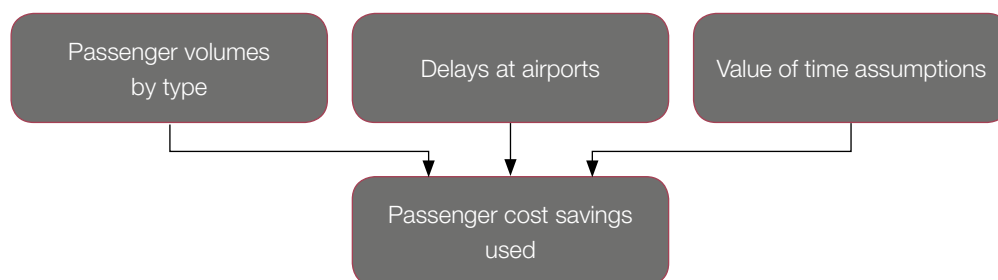 Passenger volumes
by type
Delays at airports
Value of time assumptions
Passenger cost savings
used